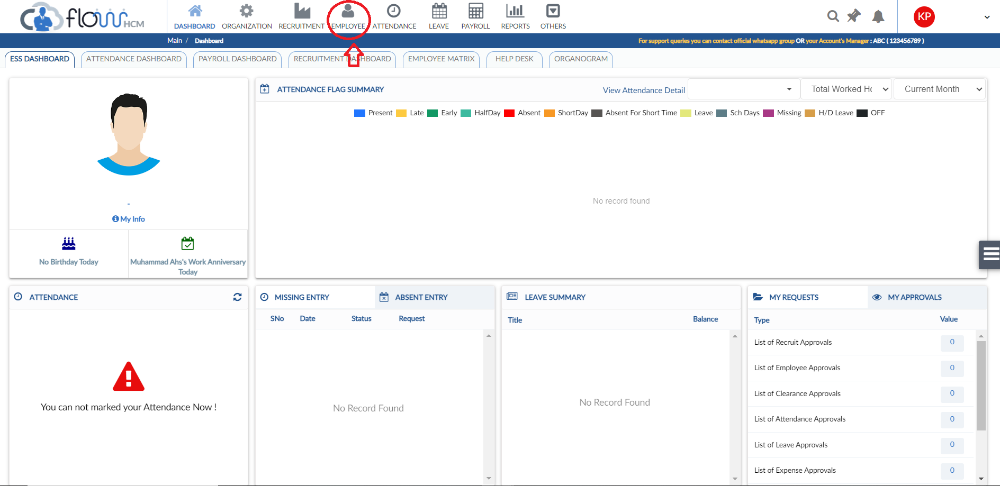 flowHCM
DASHBOARD ORGANIZATION RECRUITMENT EMPLOYEE ATTENDANCE LEAVE PAYROLL REPORTS OTHERS
KP
Main / Dashboard
For support queries you can contact official whatsapp group OR your Account's Manager : ABC ( 123456789 )
ESS DASHBOARD ATTENDANCE DASHBOARD PAYROLL DASHBOARD RECRUITMENT DASHBOARD EMPLOYEE MATRIX HELP DESK ORGANOGRAM
ATTENDANCE FLAG SUMMARY View Attendance Detail Total Worked Ho Current Month
Present Late Early HalfDay Absent ShortDay Absent For Short Time Leave Sch Days Missing H/D Leave OFF
No record found
-
My Info
No Birthday Today
Muhammad Ahs's Work Anniversary
Today
ATTENDANCE
You can not marked your Attendance Now !
MISSING ENTRY ABSENT ENTRY
SNo Date Status Request
No Record Found
LEAVE SUMMARY
Title Balance
No Record Found
MY REQUESTS MY APPROVALS
Type Value
List of Recruit Approvals 0
List of Employee Approvals 0
List of Clearance Approvals 0
List of Attendance Approvals 0
List of Leave Approvals 0
List of Expense Approvals 0